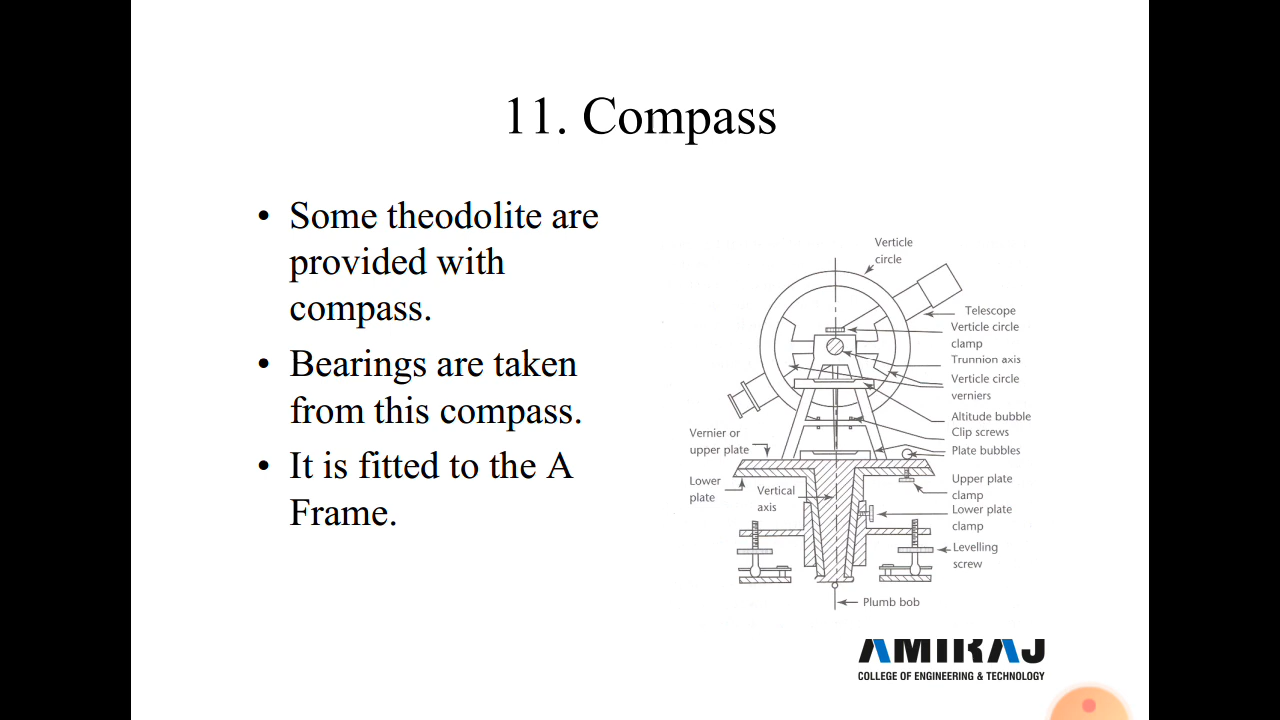 11. Compass
• Some theodolite are
provided with
compass.
• Bearings are taken
from this compass.
• It is fitted to the A
Frame.
Verticle
circle
Telescope
Verticle circle
clamp
Trunnion axis
Verticle circle
verniers
Altitude bubble
Clip screws
Plate bubbles
Vernier or
upper plate
Lower
plate
Vertical
axis
Upper plate
clamp
Lower plate
clamp
Levelling
screw
Plumb bob
AMIRAJ
COLLEGE OF ENGINEERING & TECHNOLOGY